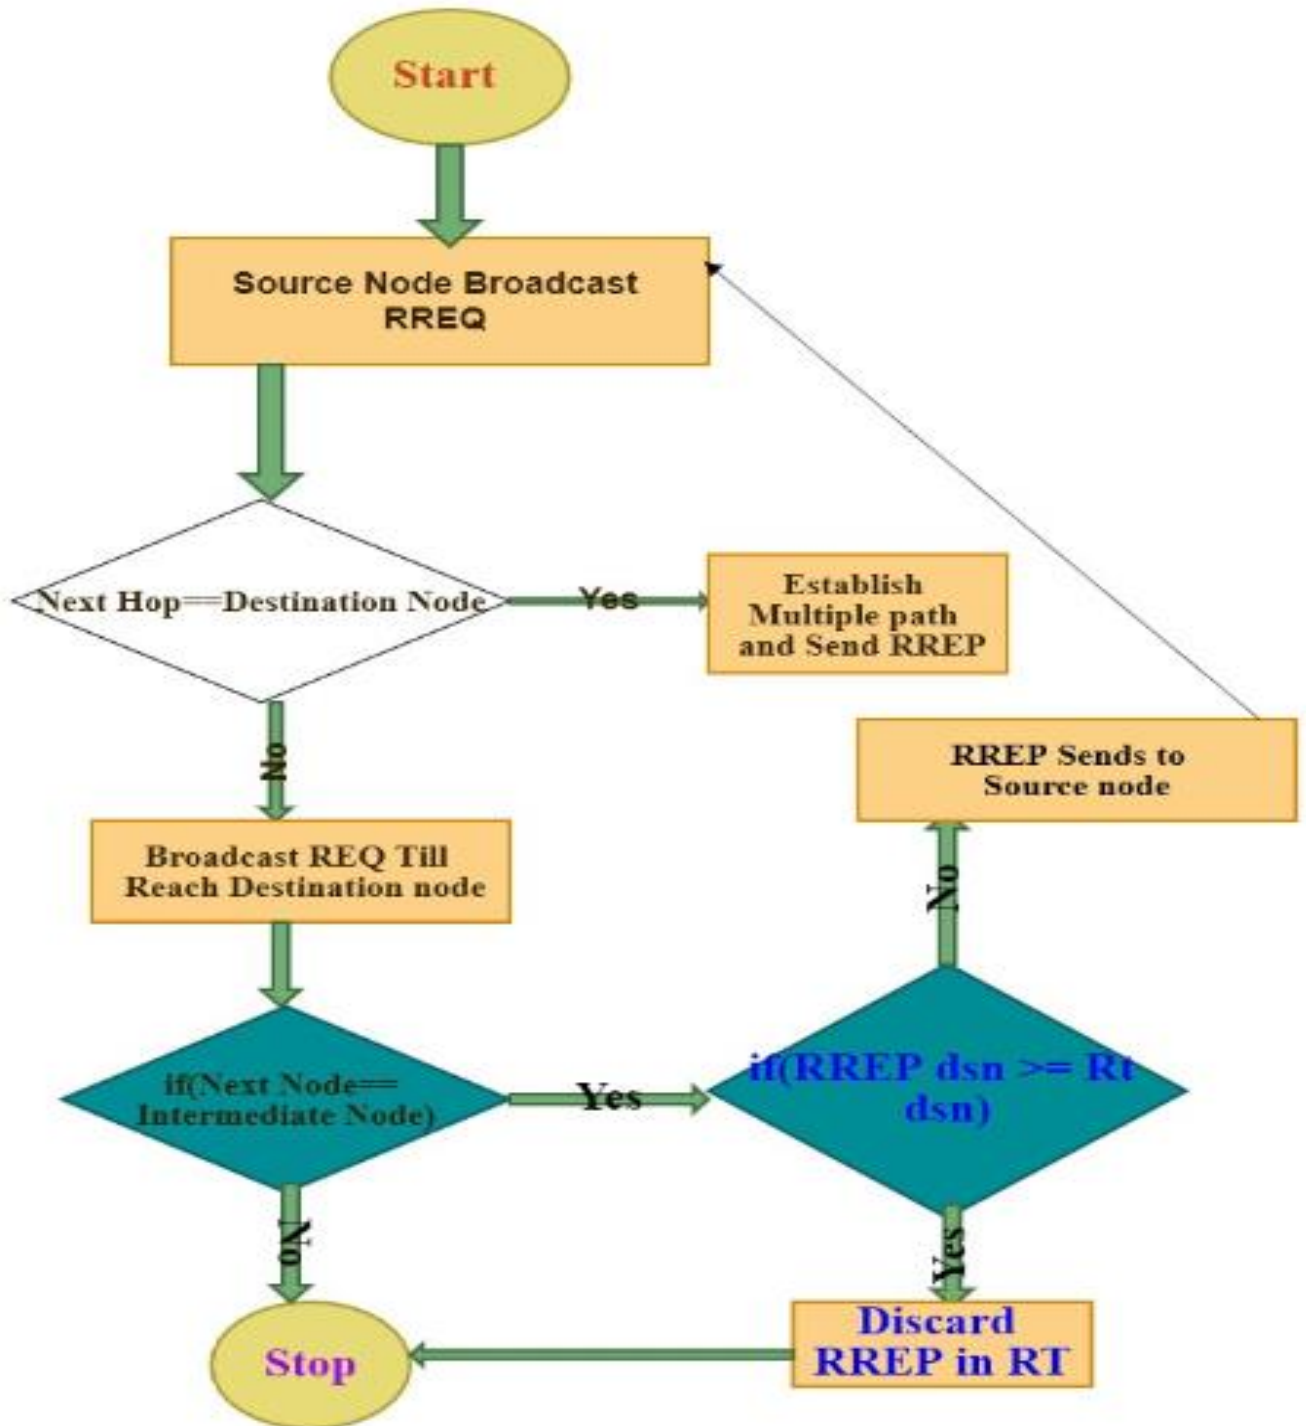 Start
Source Node Broadcast
RREQ
Next Hop==Destination Node
Yes
Establish
Multiple path
and Send RREP
No
RREP Sends to
Source node
Broadcast REQ Till
Reach Destination node
No
if(Next Node==
Intermediate Node)
Yes
if(RREP dsn >= Rt
dsn)
No
Yes
Discard
RREP in RT
Stop